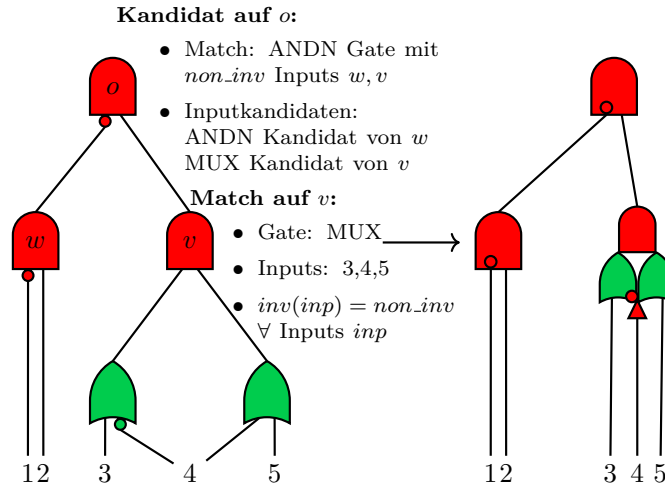 Kandidat auf o:
• Match: ANDN Gate mit
non_inv Inputs w, v
• Inputkandidaten:
ANDN Kandidat von w
MUX Kandidat von v
Match auf v:
• Gate: MUX
• Inputs: 3,4,5
• inv(inp) = non_inv
∀ Inputs inp
o
w
v
1 2 3 4 5
1 2 3 4 5